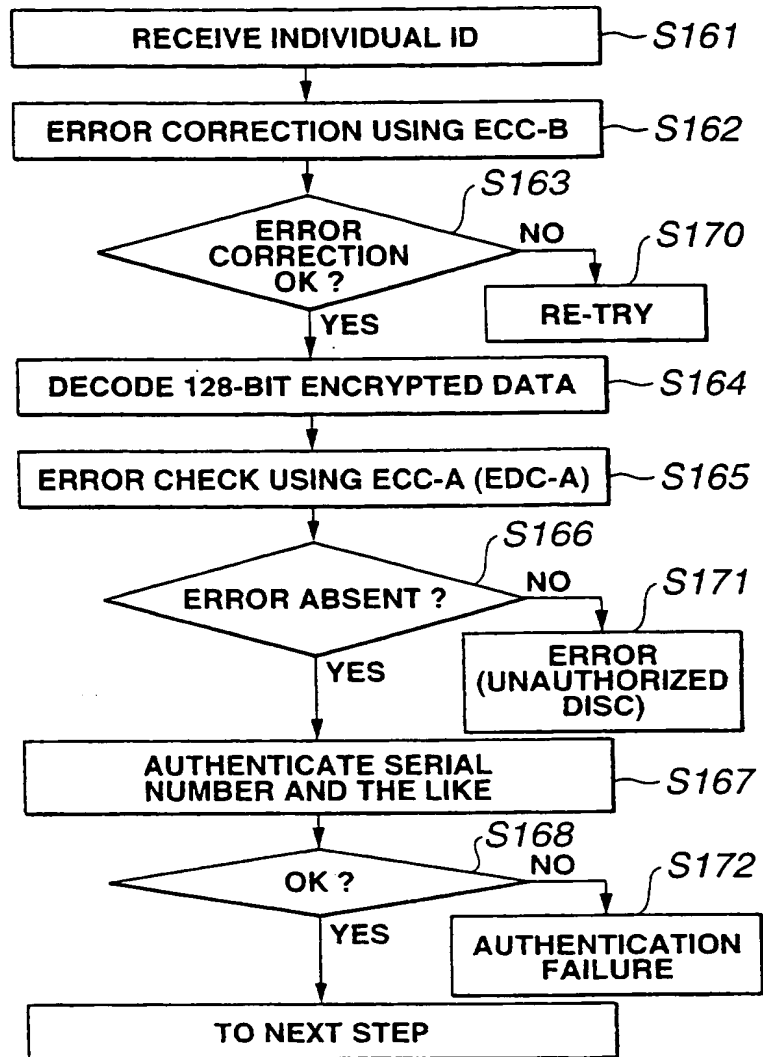 RECEIVE INDIVIDUAL ID
S161
ERROR CORRECTION USING ECC-B
S162
S163
ERROR
CORRECTION
OK ?
NO
S170
RE-TRY
YES
DECODE 128-BIT ENCRYPTED DATA
S164
ERROR CHECK USING ECC-A (EDC-A)
S165
S166
ERROR ABSENT ?
NO
S171
ERROR
(UNAUTHORIZED
DISC)
YES
AUTHENTICATE SERIAL
NUMBER AND THE LIKE
S167
S168
OK ?
NO
S172
AUTHENTICATION
FAILURE
YES
TO NEXT STEP